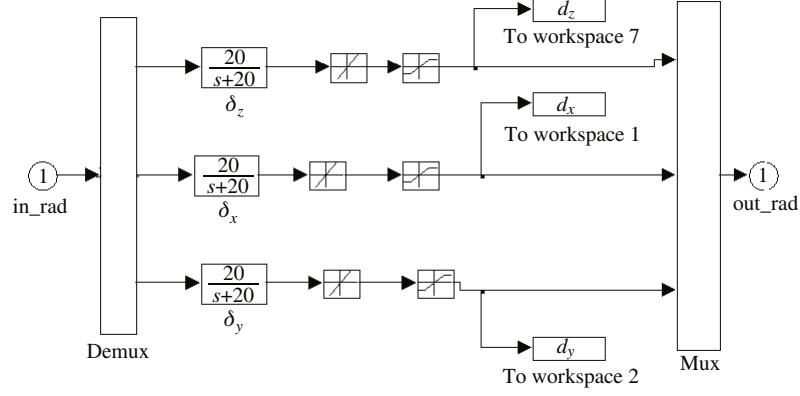 d_z
To workspace 7
20
s+20
δ_z
d_x
To workspace 1
1
in_rad
20
s+20
δ_x
1
out_rad
20
s+20
δ_y
Demux
d_y
To workspace 2
Mux